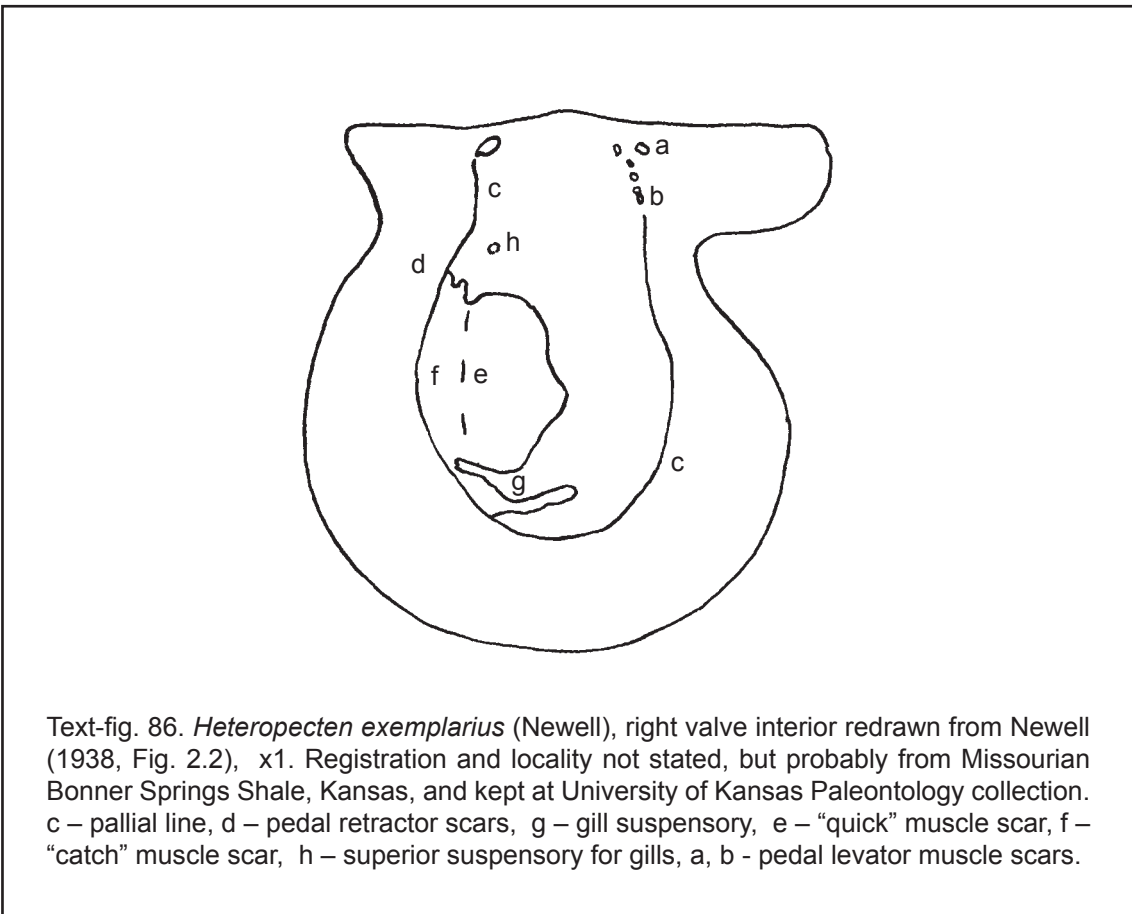 a
c
b
h
d
f
e
c
g
Text-fig. 86. Heteropecten exemplarius (Newell), right valve interior redrawn from Newell
(1938, Fig. 2.2), x1. Registration and locality not stated, but probably from Missourian
Bonner Springs Shale, Kansas, and kept at University of Kansas Paleontology collection.
c – pallial line, d – pedal retractor scars, g – gill suspensory, e – “quick” muscle scar, f –
“catch” muscle scar, h – superior suspensory for gills, a, b - pedal levator muscle scars.